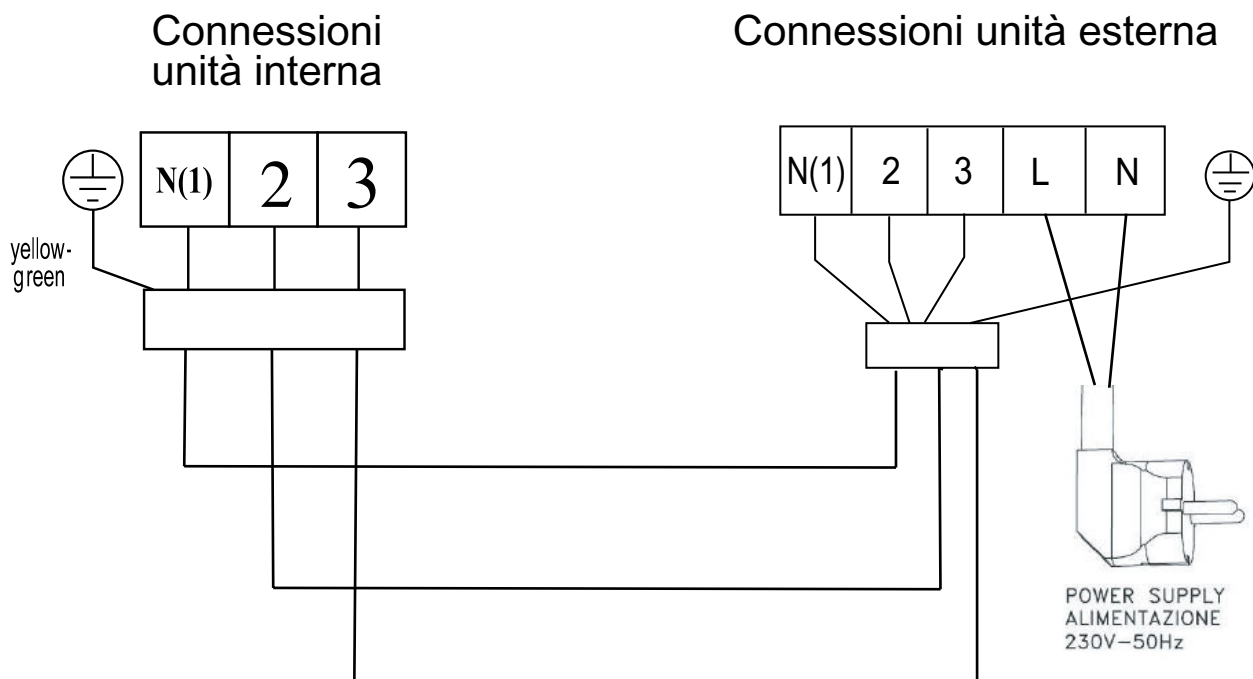 Connessioni
unità interna
Connessioni unità esterna
N(1) 2 3
N(1) 2 3 L N
yellow-
green
POWER SUPPLY
ALIMENTAZIONE
230V-50Hz